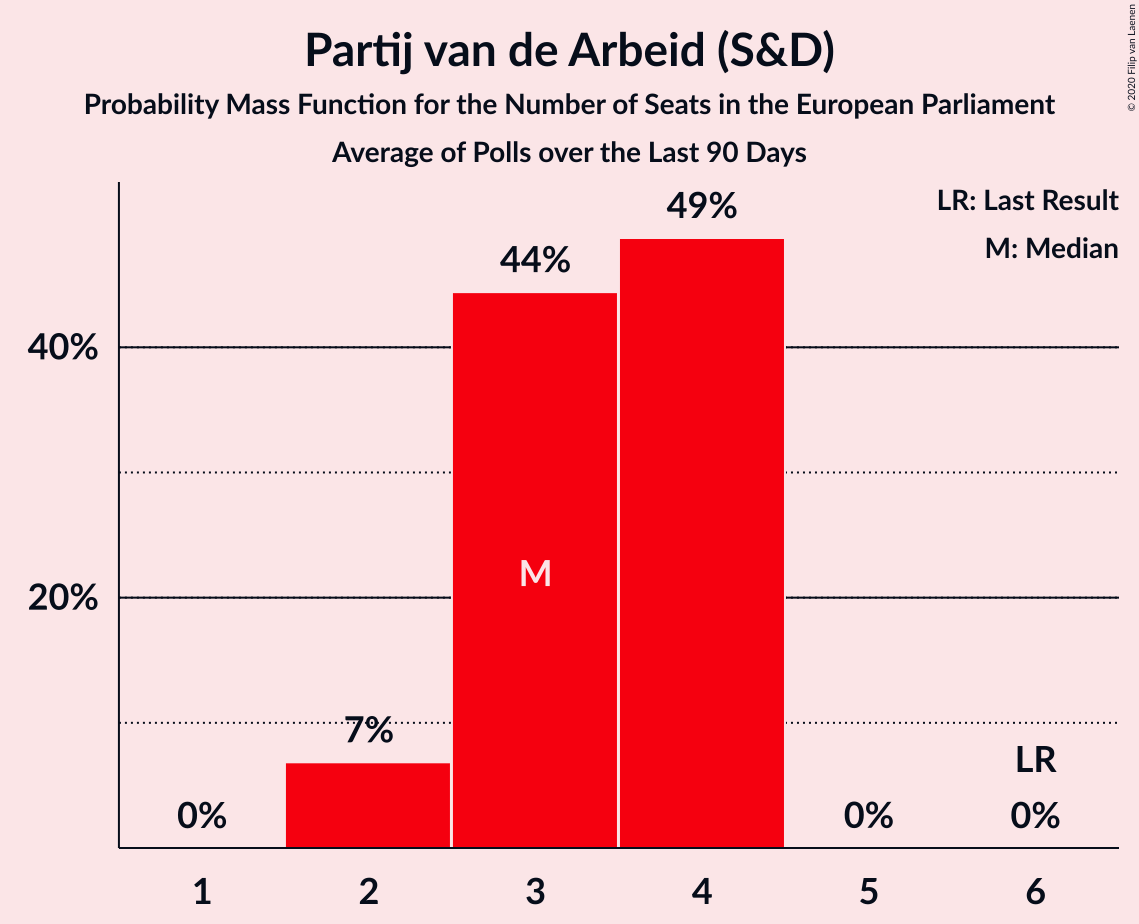 Partij van de Arbeid (S&D)
Probability Mass Function for the Number of Seats in the European Parliament
Average of Polls over the Last 90 Days
© 2020 Filip van Laenen
LR: Last Result
M: Median
49%
44%
40%
M
20%
7%
LR
0%
0%
0%
1
2
3
4
5
6